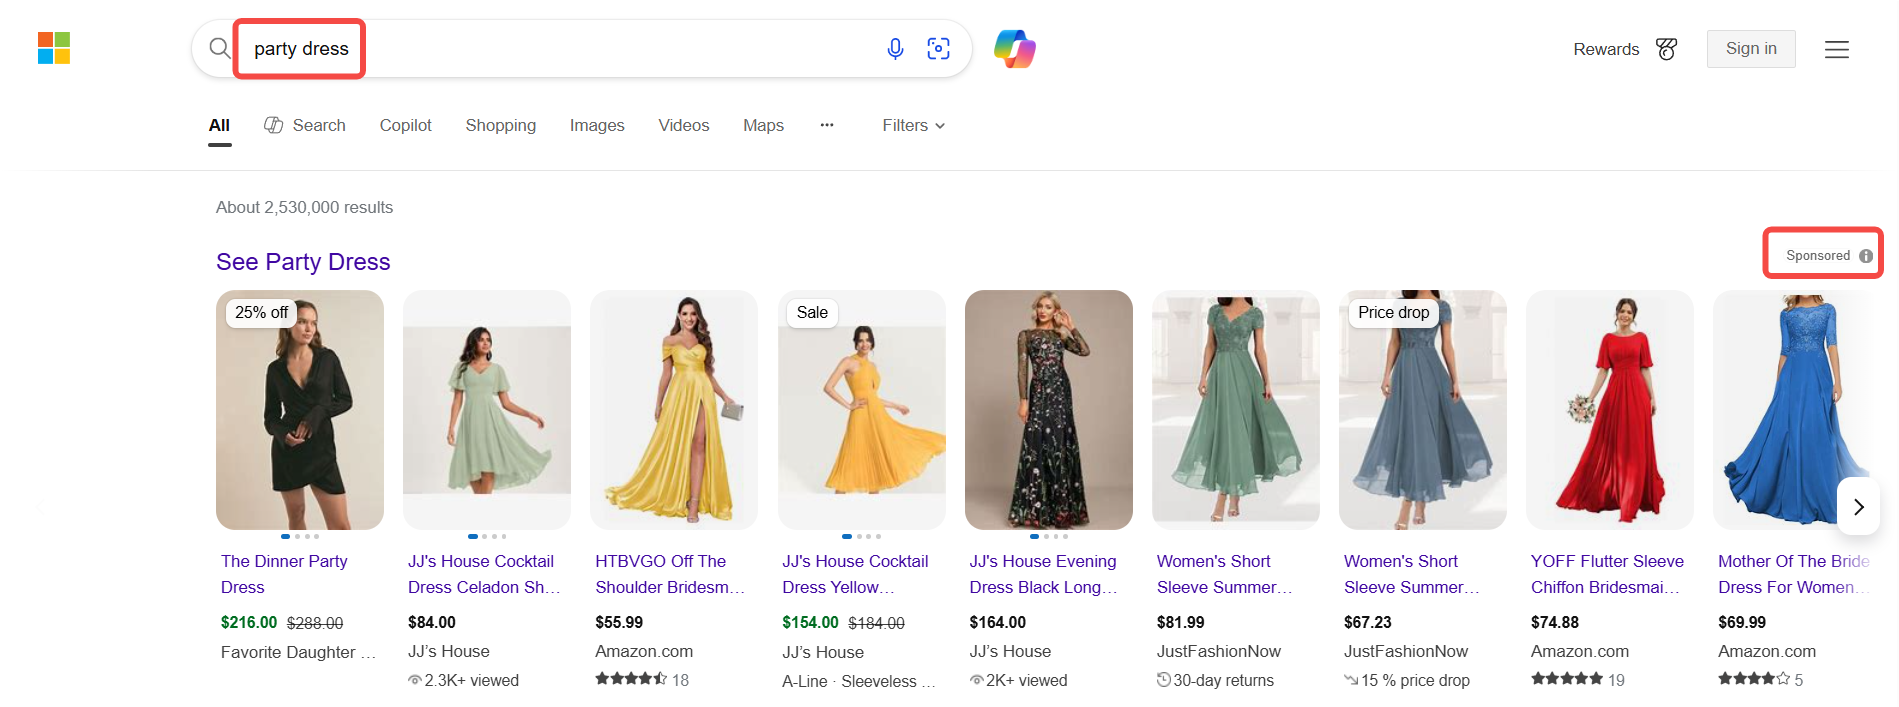 party dress
Rewards
Sign in
All
Search
Copilot
Shopping
Images
Videos
Maps
Filters
About 2,530,000 results
See Party Dress
Sponsored
25% off
Sale
Price drop
The Dinner Party
Dress
$216.00 $288.00
Favorite Daughter ...
JJ's House Cocktail
Dress Celadon Sh...
$84.00
JJ's House
2.3K+ viewed
HTBVGO Off The
Shoulder Bridesm...
$55.99
Amazon.com
18
JJ's House Cocktail
Dress Yellow...
$154.00 $184.00
JJ's House
A-Line · Sleeveless ...
JJ's House Evening
Dress Black Long...
$164.00
JJ's House
2K+ viewed
Women's Short
Sleeve Summer...
$81.99
JustFashionNow
30-day returns
Women's Short
Sleeve Summer...
$67.23
JustFashionNow
15 % price drop
YOFF Flutter Sleeve
Chiffon Bridesmai...
$74.88
Amazon.com
19
Mother Of The Bride
Dress For Women...
$69.99
Amazon.com
5